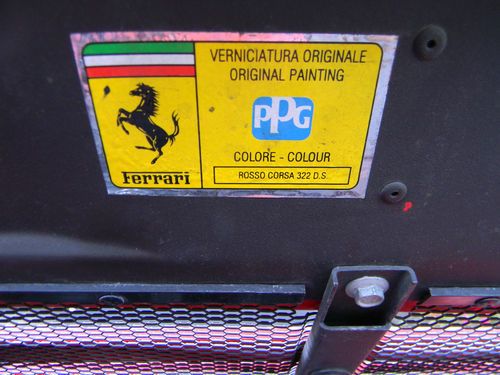 VERNICIATURA ORIGINALE
ORIGINAL PAINTING
PPG
COLORE - COLOUR
ROSSO CORSA 322 D.S.
Ferrari